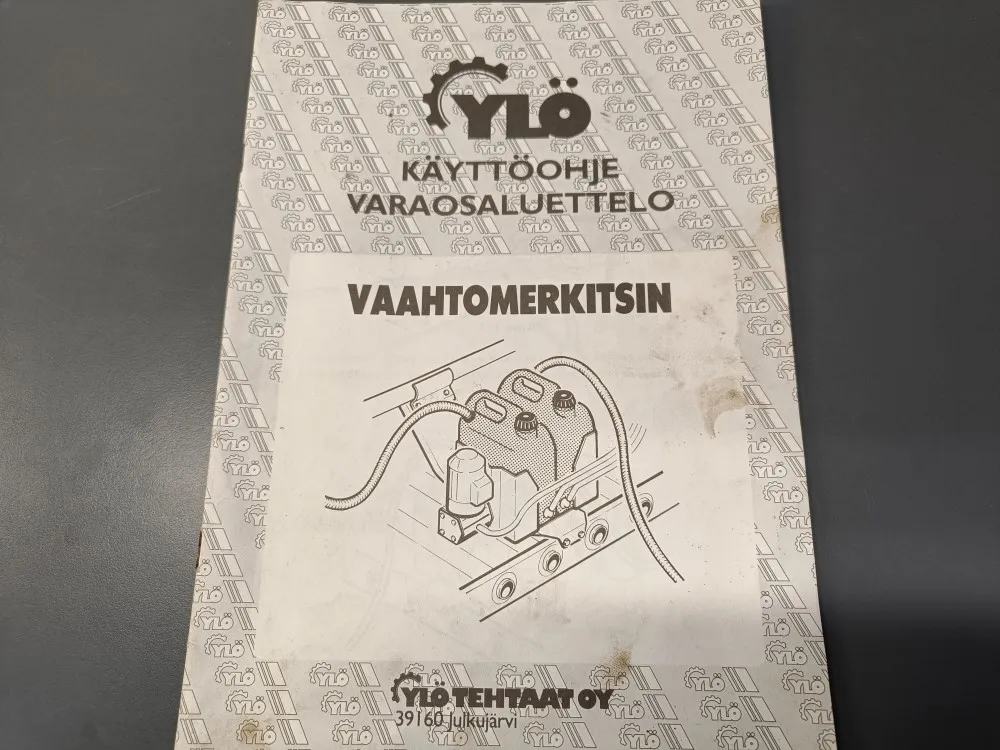 YLÖ
KÄYTTÖOHJE
VARAOSALUETTELO
VAAHTOMERKITSIN
YLÖ TEHTAAT OY
39160 Julkujärvi